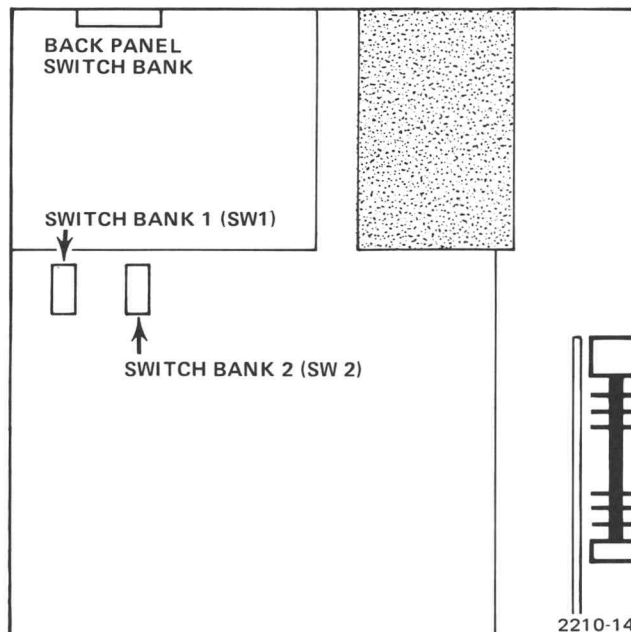 BACK PANEL
SWITCH BANK
SWITCH BANK 1 (SW1)
SWITCH BANK 2 (SW 2)
2210-14